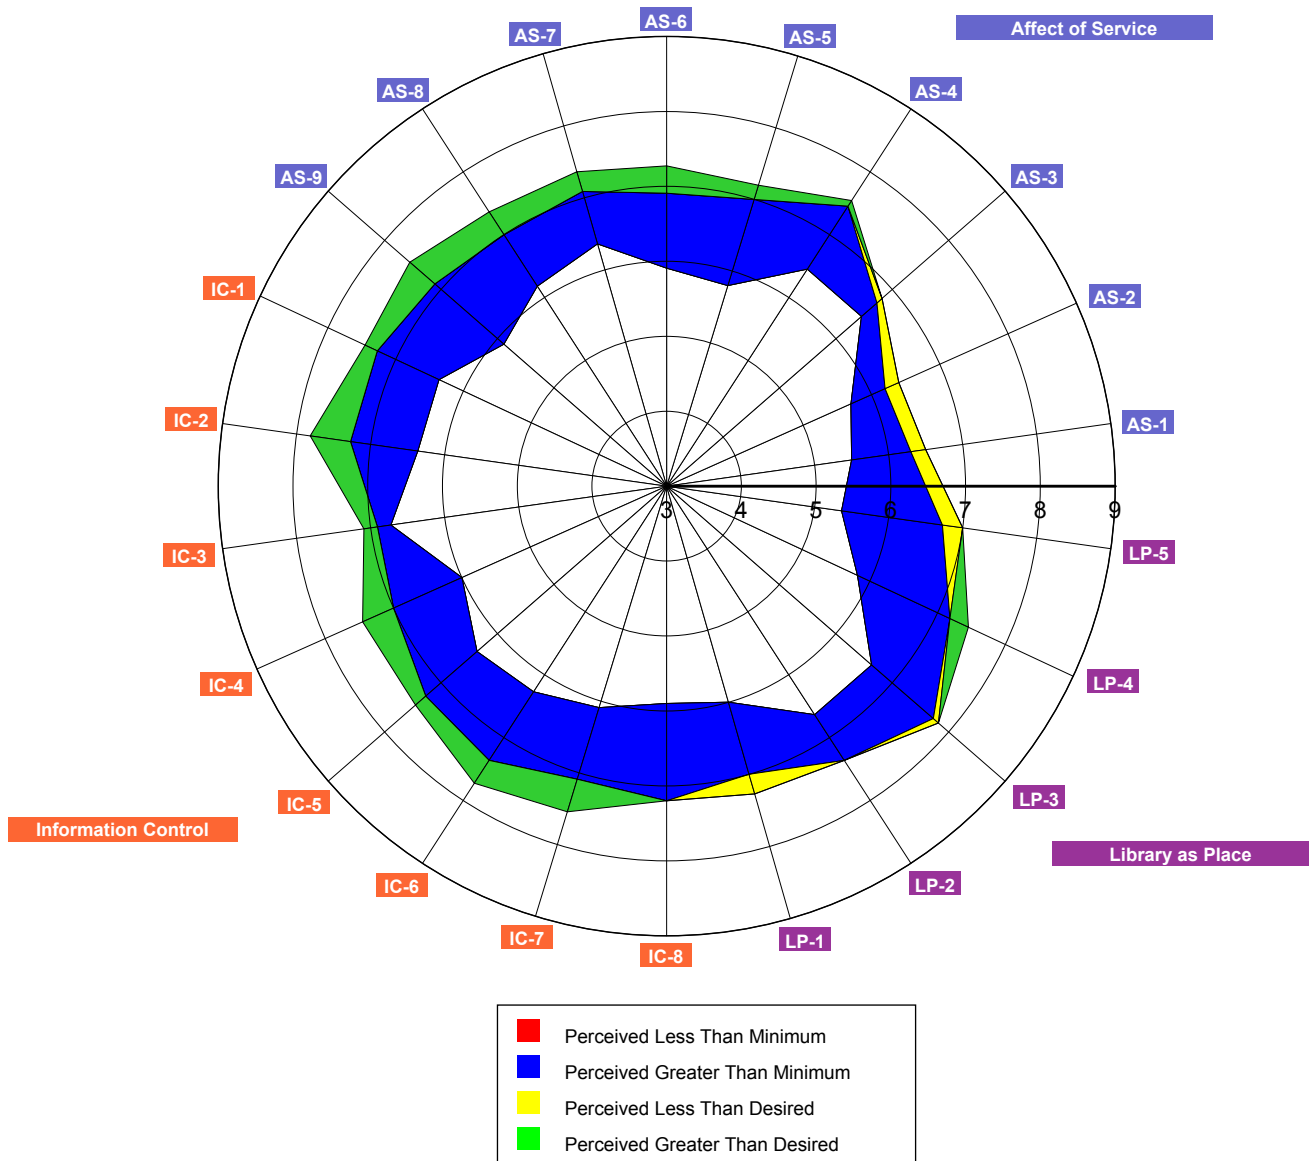 AS-6
AS-7
AS-5
Affect of Service
AS-8
AS-4
AS-9
AS-3
IC-1
AS-2
IC-2
AS-1
3 4 5 6 7 8 9
IC-3
LP-5
IC-4
LP-4
IC-5
LP-3
Information Control
Library as Place
IC-6
LP-2
IC-7
LP-1
IC-8
Perceived Less Than Minimum
Perceived Greater Than Minimum
Perceived Less Than Desired
Perceived Greater Than Desired